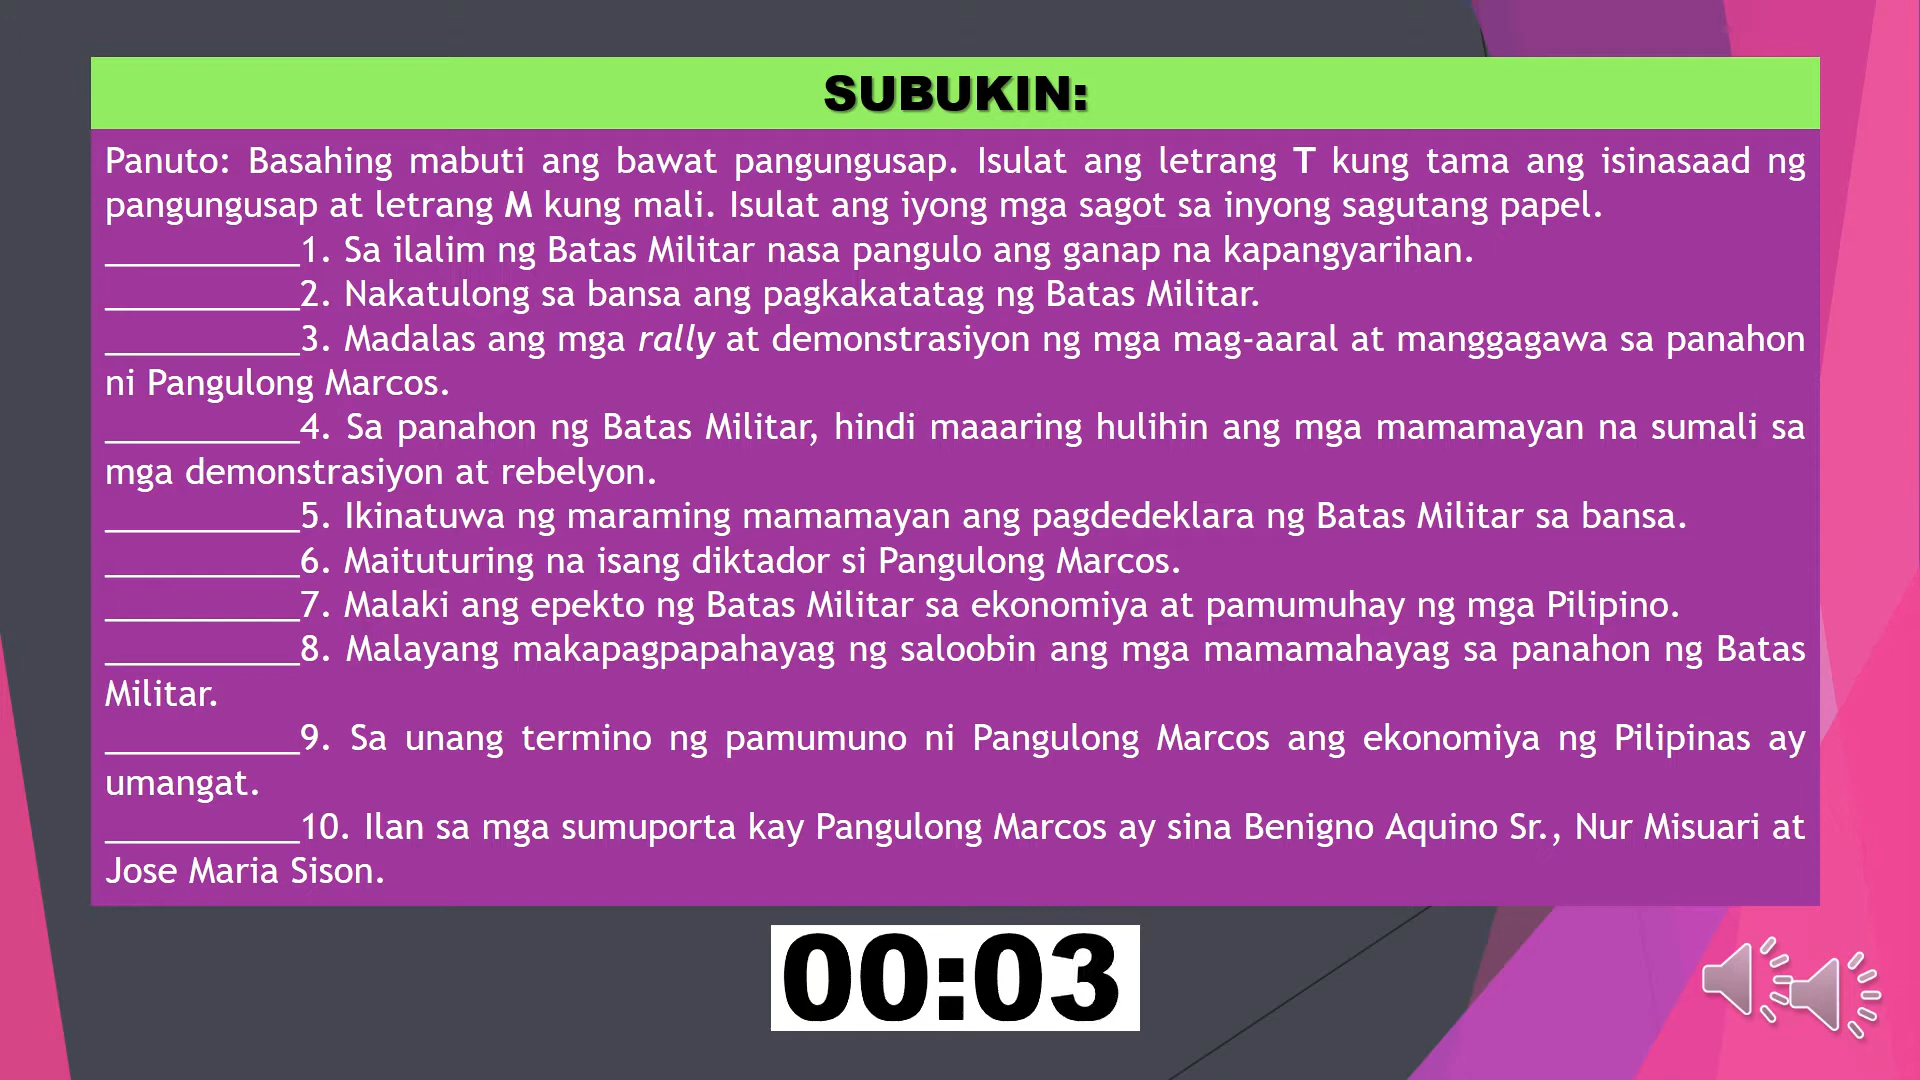 SUBUKIN:
Panuto: Basahing mabuti ang bawat pangungusap. Isulat ang letrang T kung tama ang isinasaad ng
pangungusap at letrang M kung mali. Isulat ang iyong mga sagot sa inyong sagutang papel.
__________1. Sa ilalim ng Batas Militar nasa pangulo ang ganap na kapangyarihan.
__________2. Nakatulong sa bansa ang pagkakatatag ng Batas Militar.
__________3. Madalas ang mga rally at demonstrasiyon ng mga mag-aaral at manggagawa sa panahon
ni Pangulong Marcos.
__________4. Sa panahon ng Batas Militar, hindi maaaring hulihin ang mga mamamayan na sumali sa
mga demonstrasiyon at rebelyon.
__________5. Ikinatuwa ng maraming mamamayan ang pagdedeklara ng Batas Militar sa bansa.
__________6. Maituturing na isang diktador si Pangulong Marcos.
__________7. Malaki ang epekto ng Batas Militar sa ekonomiya at pamumuhay ng mga Pilipino.
__________8. Malayang makapagpapahayag ng saloobin ang mga mamamahayag sa panahon ng Batas
Militar.
__________9. Sa unang termino ng pamumuno ni Pangulong Marcos ang ekonomiya ng Pilipinas ay
umangat.
__________10. Ilan sa mga sumuporta kay Pangulong Marcos ay sina Benigno Aquino Sr., Nur Misuari at
Jose Maria Sison.
00:03